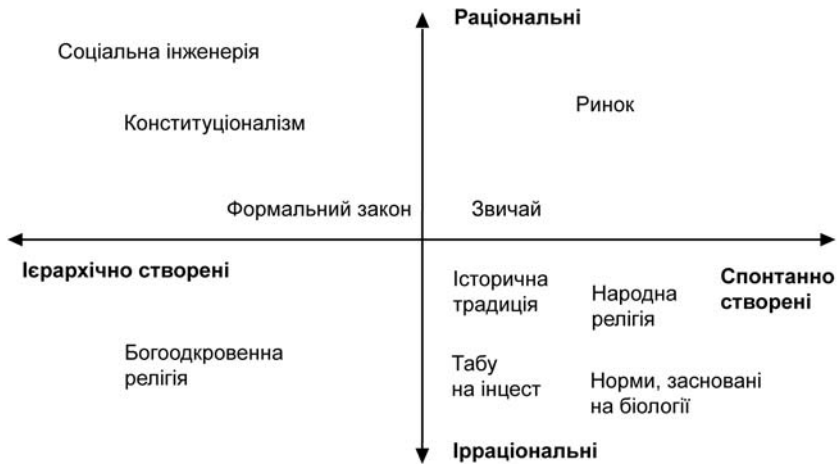 Раціональні
Соціальна інженерія
Ринок
Конституціоналізм
Формальний закон
Звичай
Ієрархічно створені
Спонтанно
створені
Історична
традиція
Народна
релігія
Богоодкровенна
релігія
Табу
на інцест
Норми, засновані
на біології
Ірраціональні